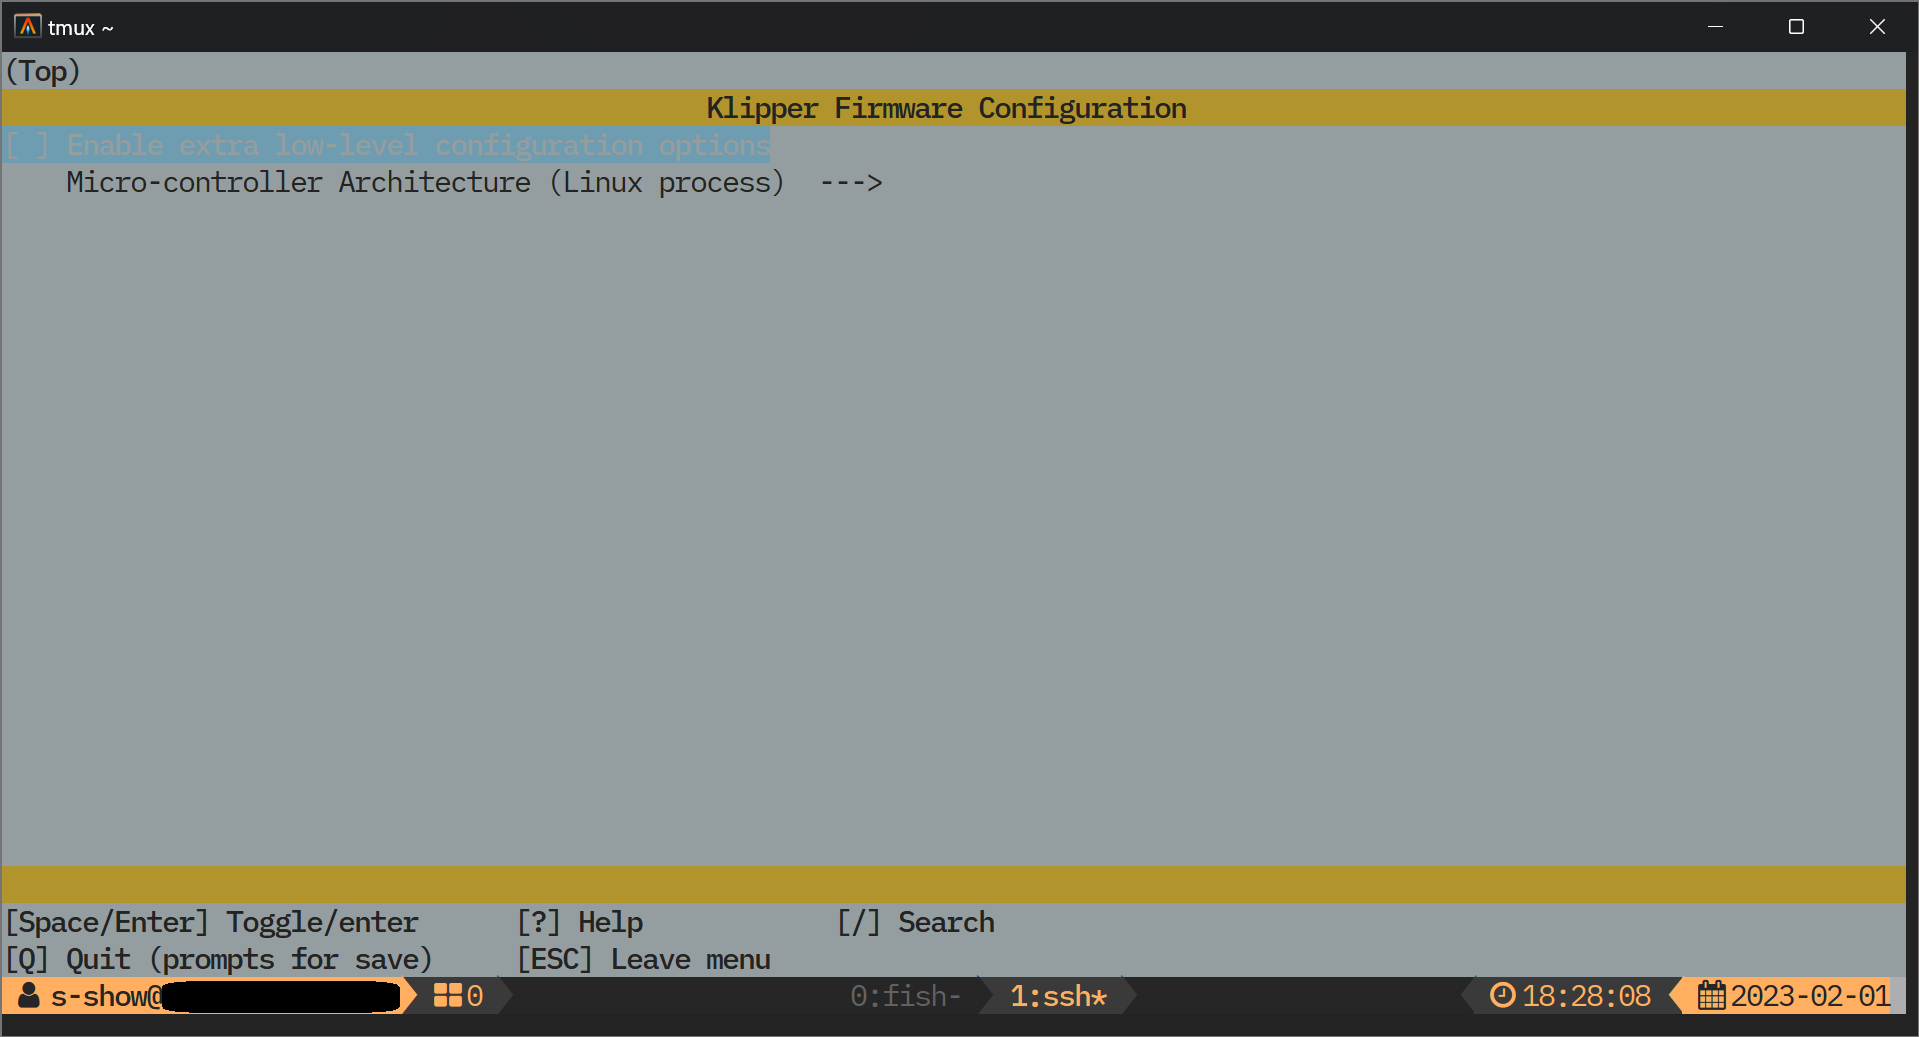 tmux ~
(Top)
Klipper Firmware Configuration
[ ] Enable extra low-level configuration options
Micro-controller Architecture (Linux process)  --->
[Space/Enter] Toggle/enter [?] Help [/] Search
[Q] Quit (prompts for save) [ESC] Leave menu
s-show@ 0 0:fish- 1:ssh* 18:28:08 2023-02-01